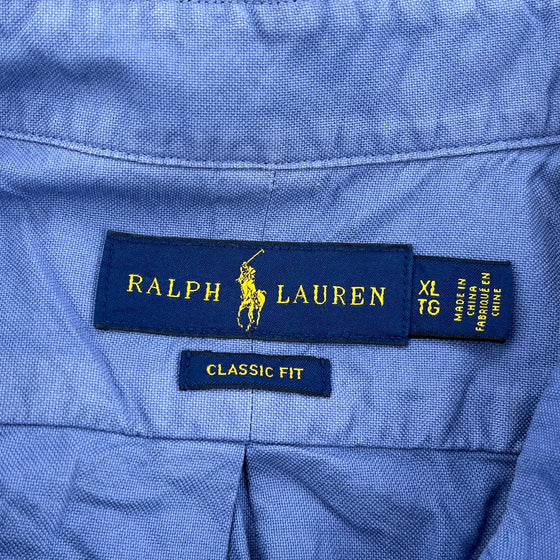 RALPH LAUREN
XL
TG
MADE IN
CHINA
FABRIQUÉ EN
CHINE
CLASSIC FIT